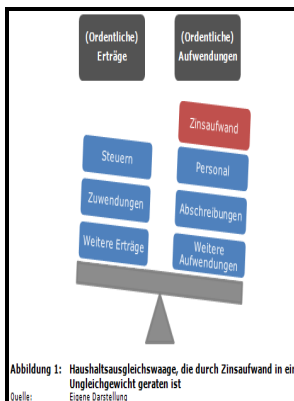 (Ordentliche)
Erträge
(Ordentliche)
Aufwendungen
Zinsaufwand
Steuern
Personal
Zuwendungen
Abschreibungen
Weitere Erträge
Weitere
Aufwendungen
Abbildung 1: Haushaltsausgleichswaage, die durch Zinsaufwand in ein
Ungleichgewicht geraten ist
Quelle: Eigene Darstellung